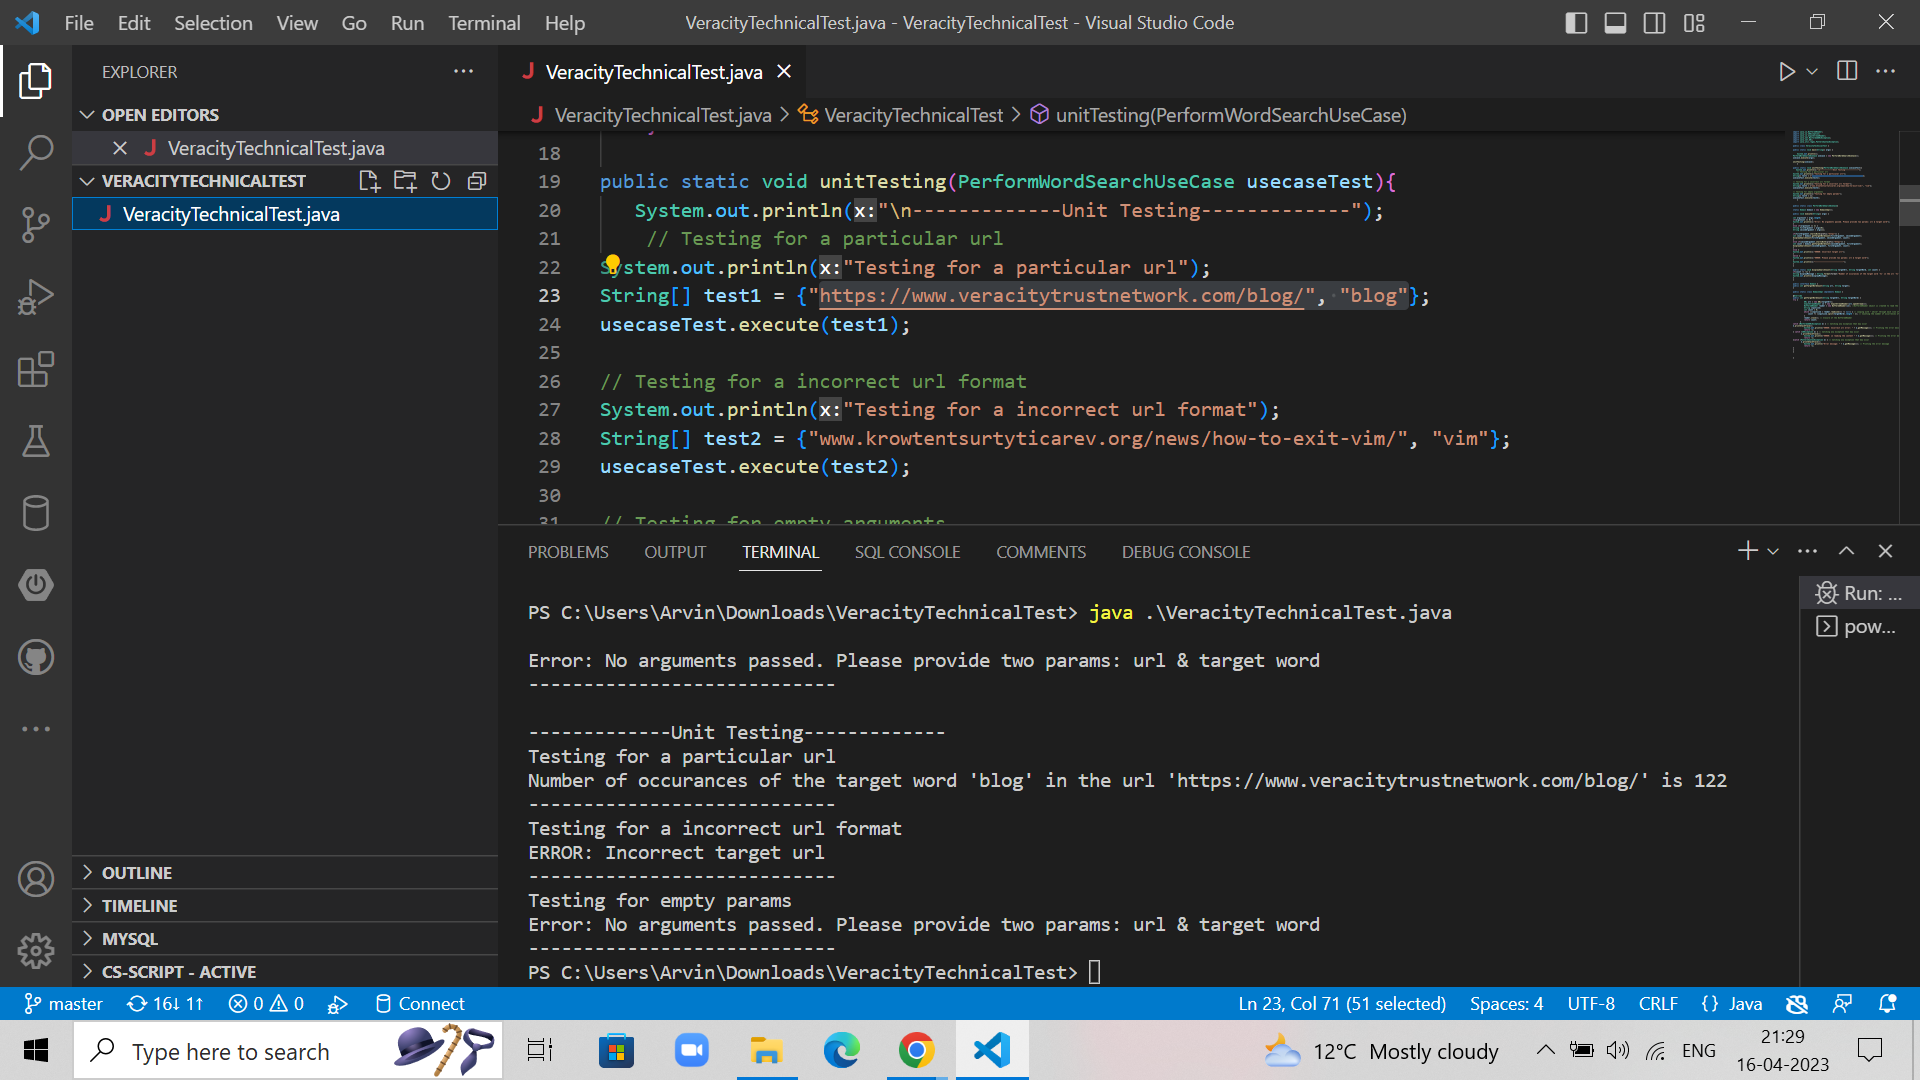 File Edit Selection View Go Run Terminal Help
VeracityTechnicalTest.java - VeracityTechnicalTest - Visual Studio Code
EXPLORER
OPEN EDITORS
VeracityTechnicalTest.java
VERACITYTECHNICALTEST
VeracityTechnicalTest.java
OUTLINE
TIMELINE
MYSQL
CS-SCRIPT - ACTIVE
VeracityTechnicalTest.java
VeracityTechnicalTest.java > VeracityTechnicalTest > unitTesting(PerformWordSearchUseCase)
18
19 public static void unitTesting(PerformWordSearchUseCase usecaseTest){
20 System.out.println(x:"\n-------------Unit Testing-------------");
21 // Testing for a particular url
22 System.out.println(x:"Testing for a particular url");
23 String[] test1 = {"https://www.veracitytrustnetwork.com/blog/", "blog"};
24 usecaseTest.execute(test1);
25
26 // Testing for a incorrect url format
27 System.out.println(x:"Testing for a incorrect url format");
28 String[] test2 = {"www.krowtentsurtyticarev.org/news/how-to-exit-vim/", "vim"};
29 usecaseTest.execute(test2);
30
31 // Testing for empty arguments
PROBLEMS OUTPUT TERMINAL SQL CONSOLE COMMENTS DEBUG CONSOLE
PS C:\Users\Arvin\Downloads\VeracityTechnicalTest> java .\VeracityTechnicalTest.java
Error: No arguments passed. Please provide two params: url & target word
----------------------------
-------------Unit Testing-------------
Testing for a particular url
Number of occurances of the target word 'blog' in the url 'https://www.veracitytrustnetwork.com/blog/' is 122
----------------------------
Testing for a incorrect url format
ERROR: Incorrect target url
----------------------------
Testing for empty params
Error: No arguments passed. Please provide two params: url & target word
----------------------------
PS C:\Users\Arvin\Downloads\VeracityTechnicalTest>
Run: ...
pow...
master 16↓ 1↑ 0 0 Connect
Ln 23, Col 71 (51 selected) Spaces: 4 UTF-8 CRLF {} Java
Type here to search
12°C Mostly cloudy
ENG
21:29
16-04-2023